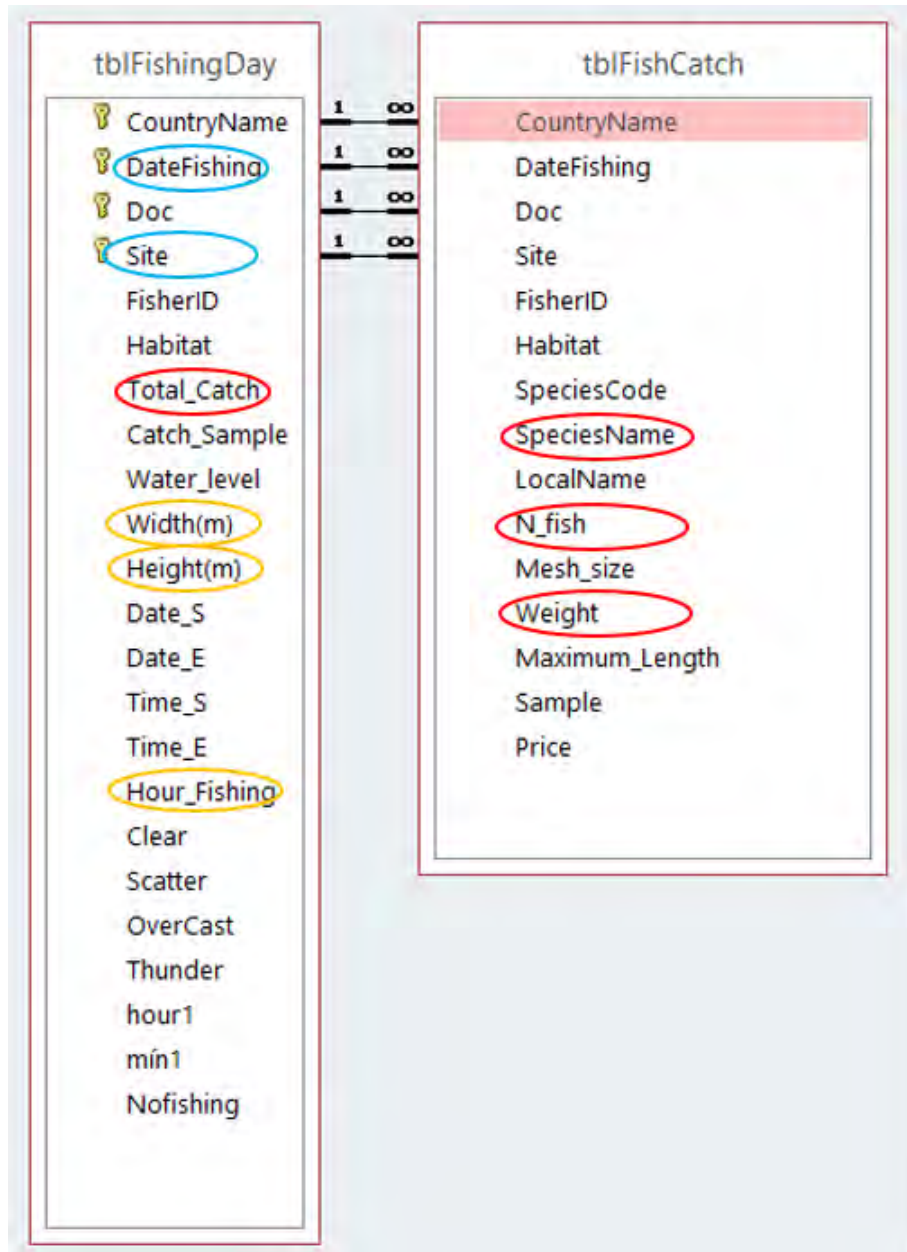 tblFishingDay
CountryName
DateFishing
Doc
Site
FisherID
Habitat
Total_Catch
Catch_Sample
Water_level
Width(m)
Height(m)
Date_S
Date_E
Time_S
Time_E
Hour_Fishing
Clear
Scatter
OverCast
Thunder
hour1
mín1
Nofishing
1 ∞
1 ∞
1 ∞
1 ∞
tblFishCatch
CountryName
DateFishing
Doc
Site
FisherID
Habitat
SpeciesCode
SpeciesName
LocalName
N_fish
Mesh_size
Weight
Maximum_Length
Sample
Price